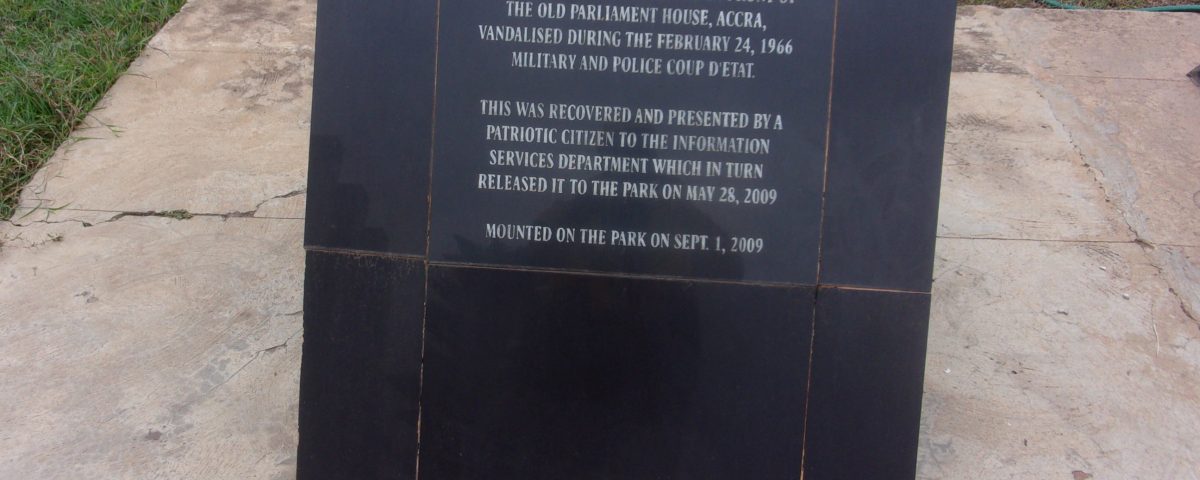 THE OLD PARLIAMENT HOUSE, ACCRA,
VANDALISED DURING THE FEBRUARY 24, 1966
MILITARY AND POLICE COUP D'ETAT.
THIS WAS RECOVERED AND PRESENTED BY A
PATRIOTIC CITIZEN TO THE INFORMATION
SERVICES DEPARTMENT WHICH IN TURN
RELEASED IT TO THE PARK ON MAY 28, 2009
MOUNTED ON THE PARK ON SEPT. 1, 2009